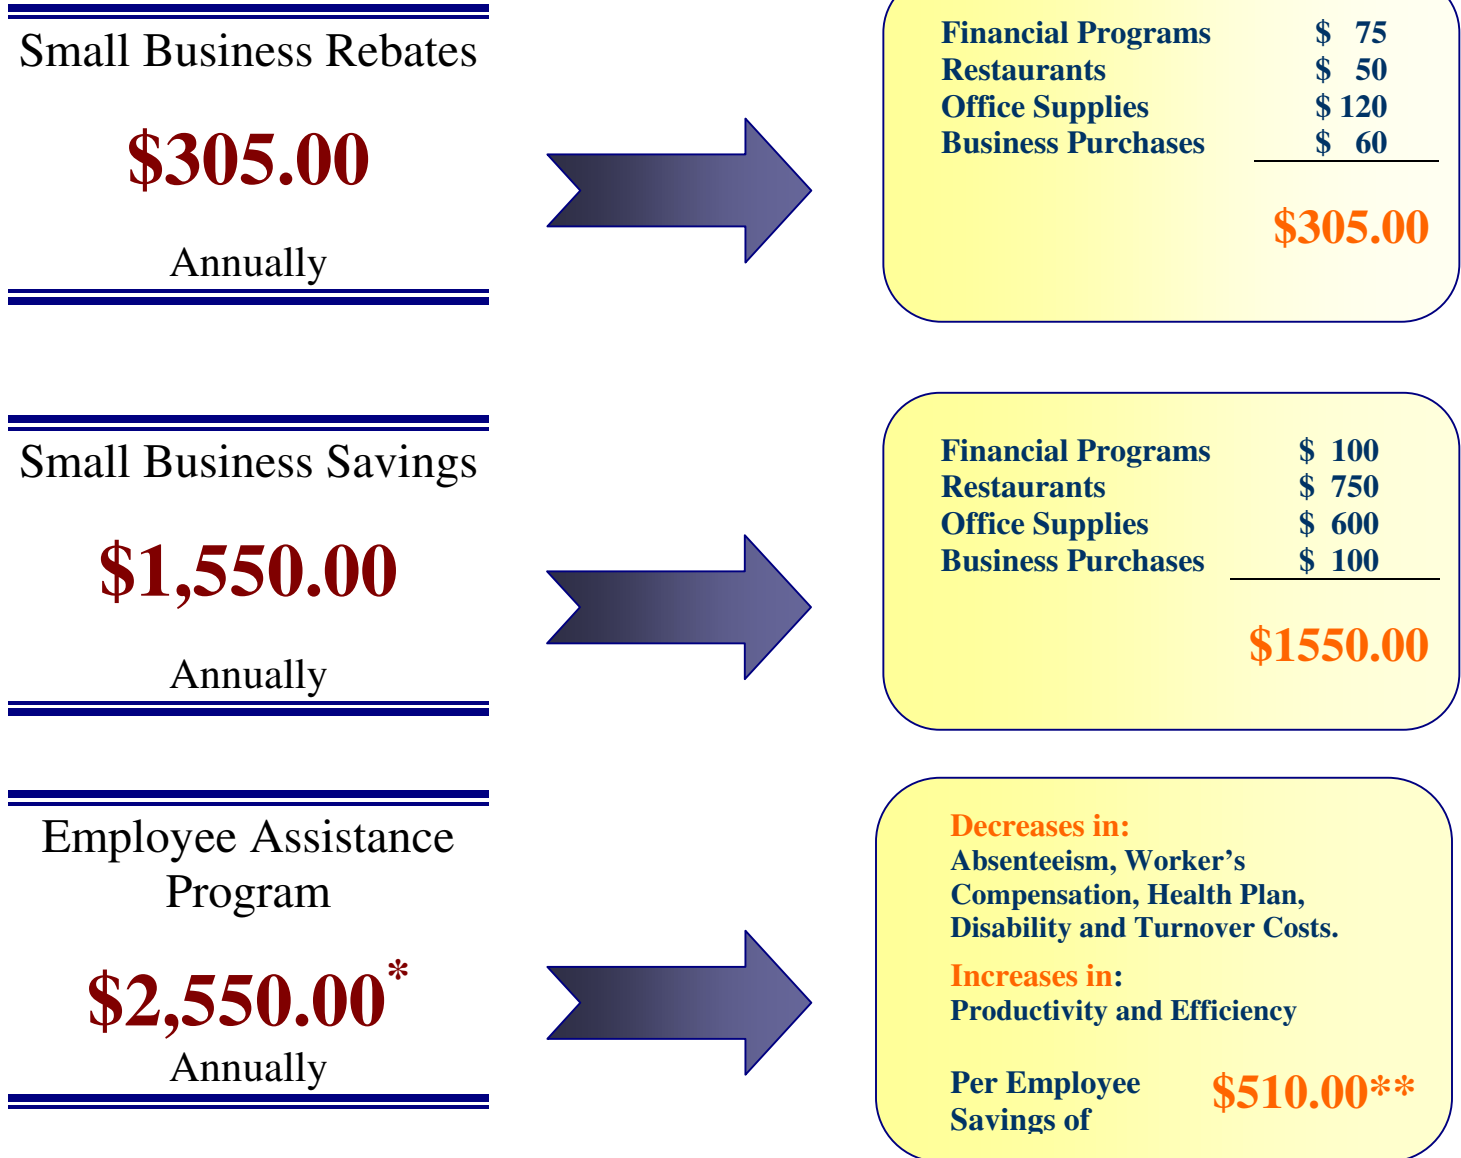 Small Business Rebates
$305.00
Annually
Financial Programs $ 75
Restaurants $ 50
Office Supplies $ 120
Business Purchases $ 60
$305.00
Small Business Savings
$1,550.00
Annually
Financial Programs $ 100
Restaurants $ 750
Office Supplies $ 600
Business Purchases $ 100
$1550.00
Employee Assistance
Program
$2,550.00*
Annually
Decreases in:
Absenteeism, Worker’s
Compensation, Health Plan,
Disability and Turnover Costs.
Increases in:
Productivity and Efficiency
Per Employee
Savings of
$510.00**